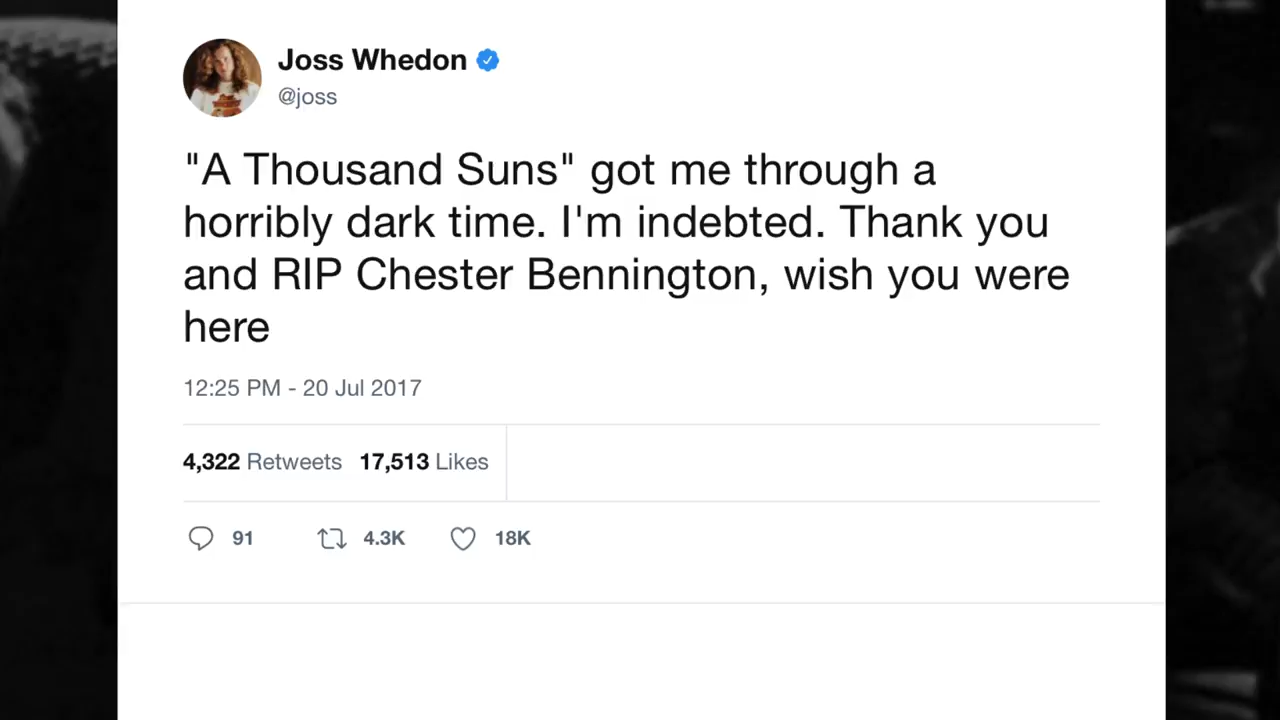 Joss Whedon
@joss
"A Thousand Suns" got me through a
horribly dark time. I'm indebted. Thank you
and RIP Chester Bennington, wish you were
here
12:25 PM - 20 Jul 2017
4,322 Retweets 17,513 Likes
91 4.3K 18K